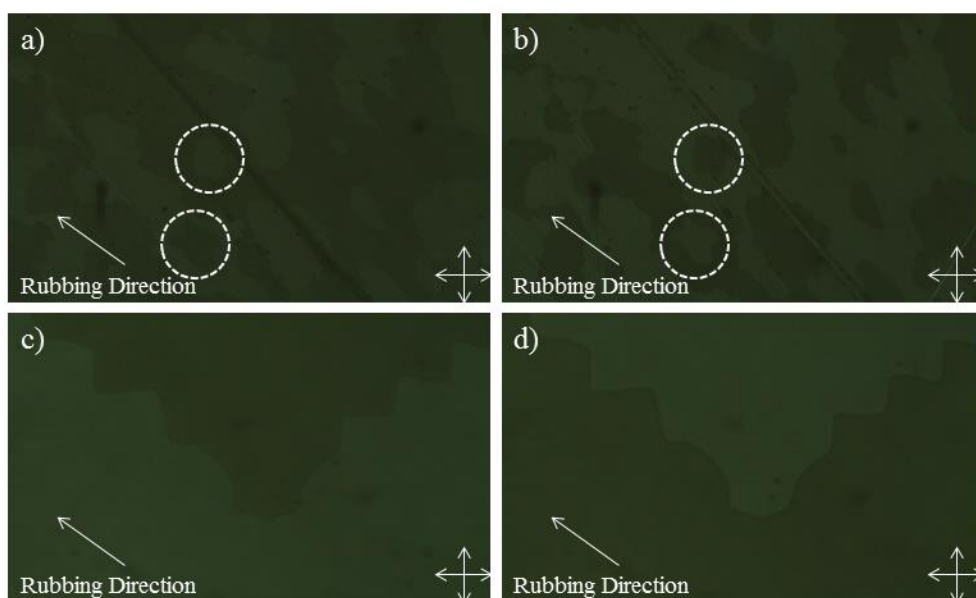 a)
b)
Rubbing Direction
Rubbing Direction
c)
d)
Rubbing Direction
Rubbing Direction